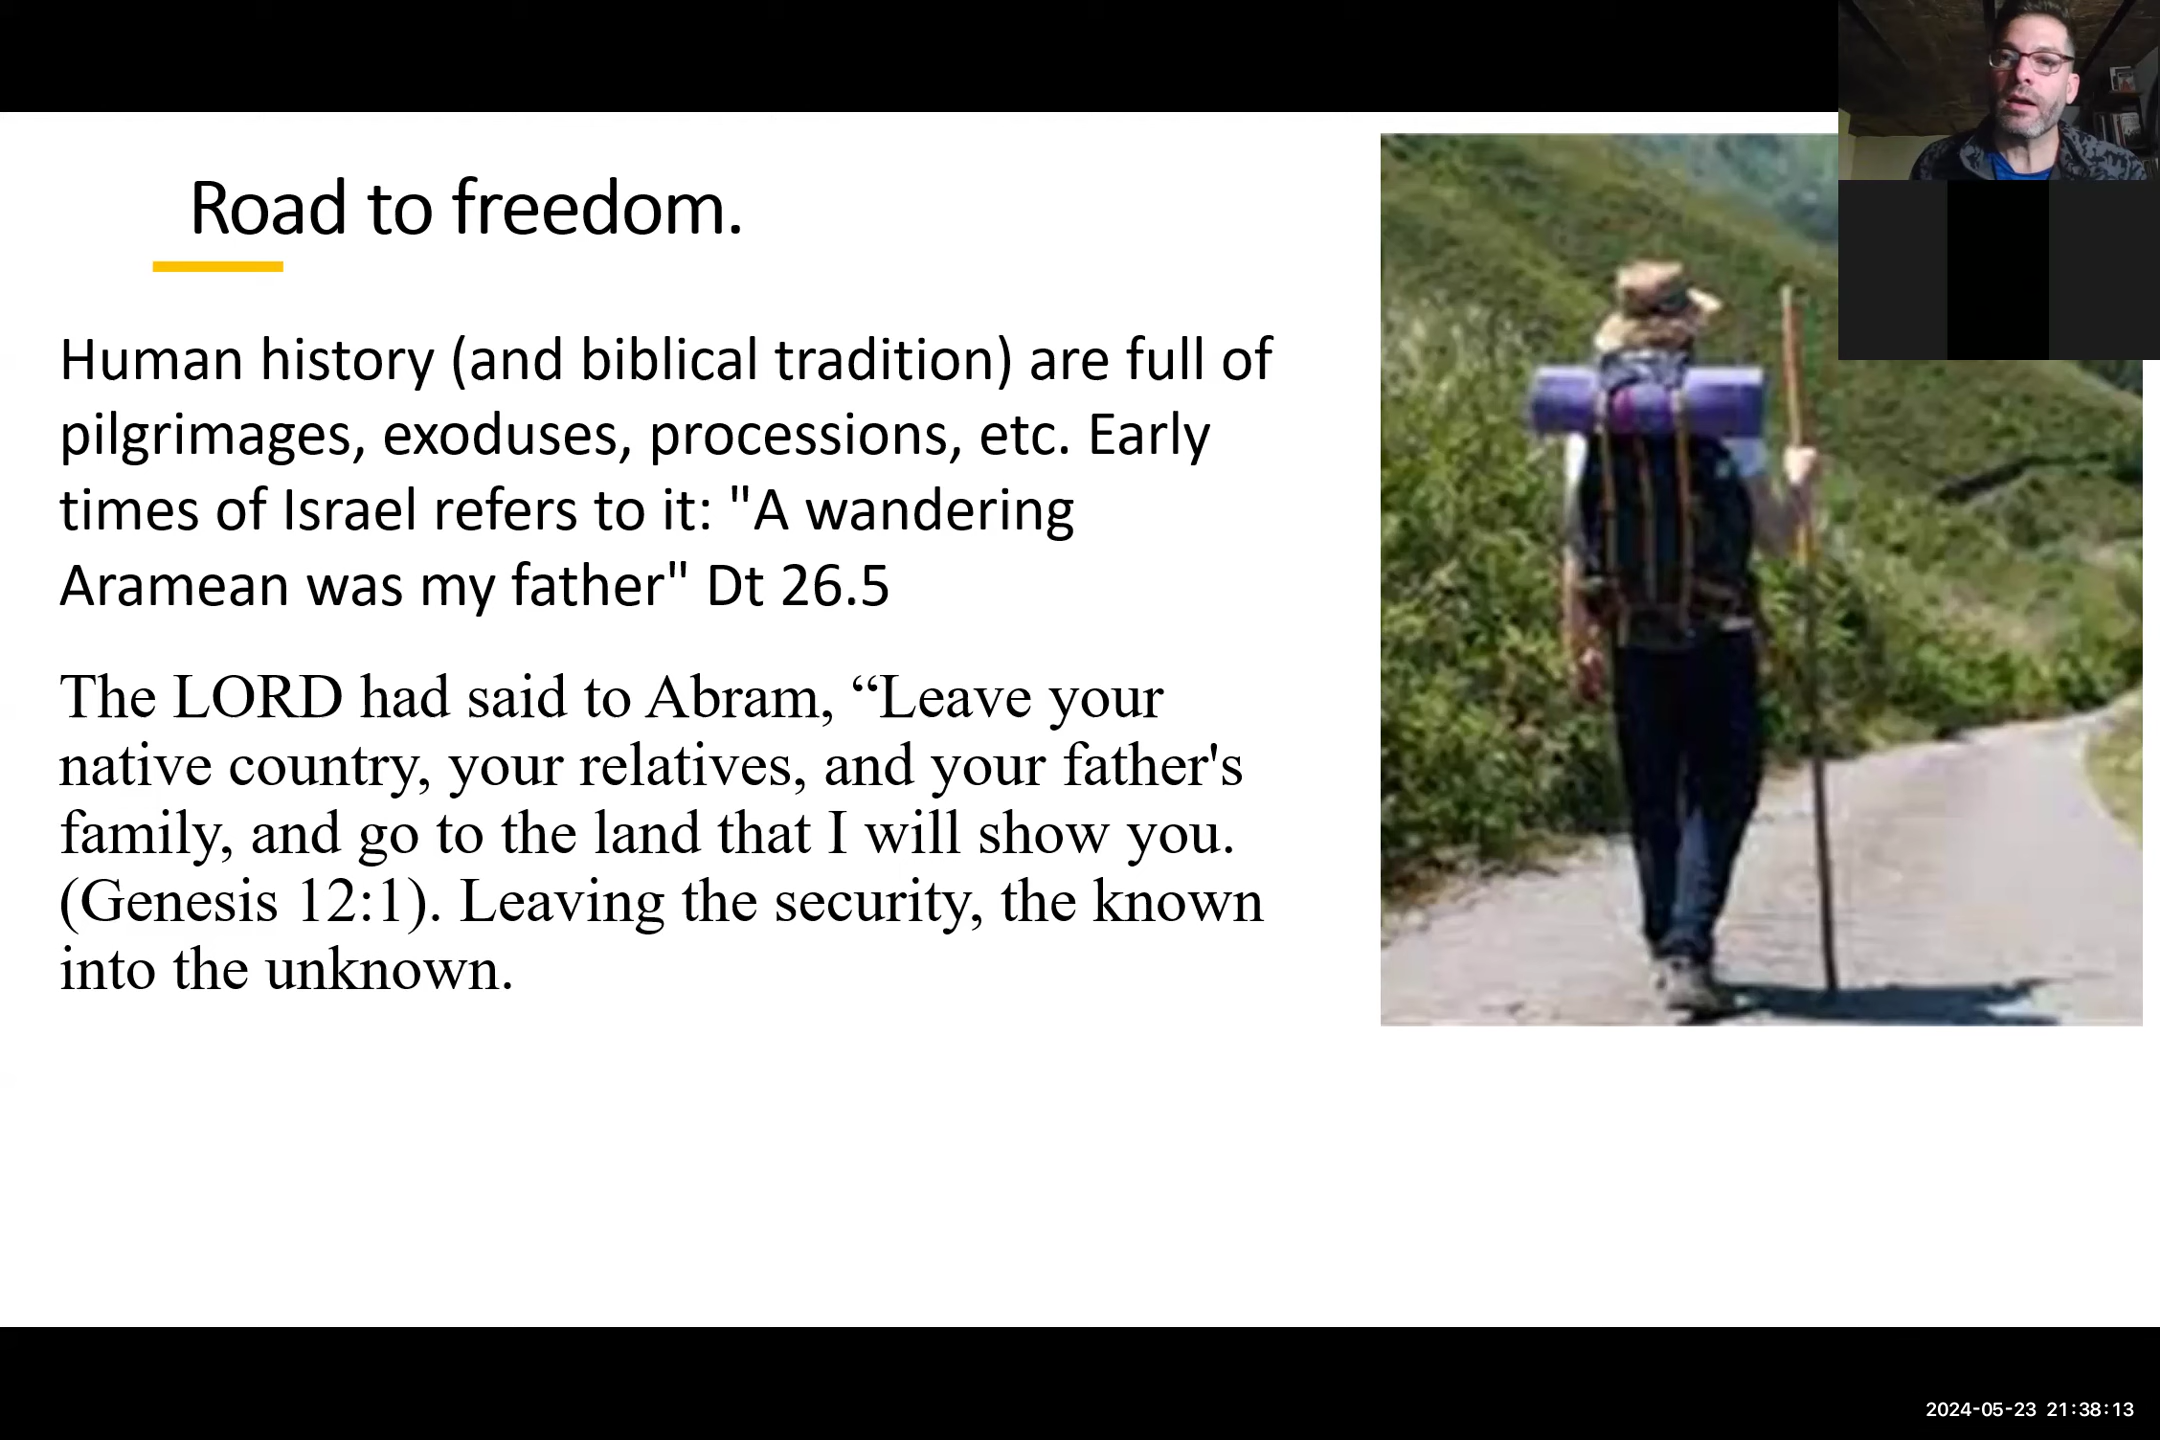 Road to freedom.
Human history (and biblical tradition) are full of
pilgrimages, exoduses, processions, etc. Early
times of Israel refers to it: "A wandering
Aramean was my father" Dt 26.5
The LORD had said to Abram, “Leave your
native country, your relatives, and your father's
family, and go to the land that I will show you.
(Genesis 12:1). Leaving the security, the known
into the unknown.
2024-05-23 21:38:13